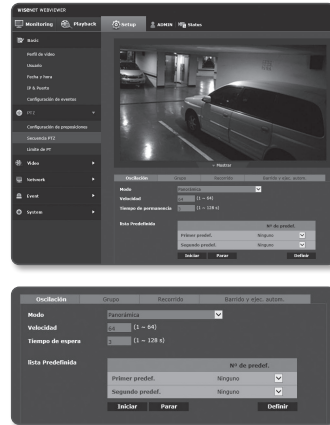 WISENET WEBVIEWER
Monitoring Playback Setup ADMIN Status
Basic
Perfil de vídeo
Usuario
Fecha y hora
IP & Puerto
Configuración de eventos
PTZ
Configuración de preposiciones
Secuencia PTZ
Límite de PT
Video
Network
Event
System
Oscilación Grupo Recorrido Barrido y ejec. autom.
Modo Panorámica
Velocidad 64 (1 ~ 64)
Tiempo de permanencia 3 (1 ~ 128 s)
lista Predefinida
Nº de predef.
Primer predef. Ninguno
Segundo predef. Ninguno
Iniciar Parar Definir
Oscilación Grupo Recorrido Barrido y ejec. autom.
Modo Panorámica
Velocidad 64 (1 ~ 64)
Tiempo de espera 3 (1 ~ 128 s)
lista Predefinida
Nº de predef.
Primer predef. Ninguno
Segundo predef. Ninguno
Iniciar Parar Definir